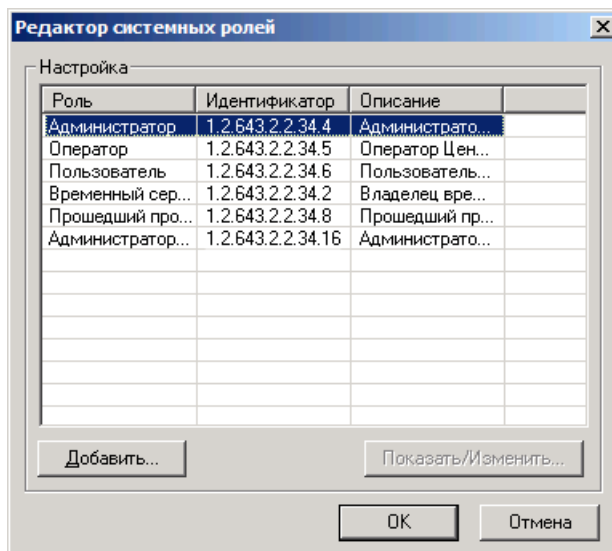 Редактор системных ролей
Настройка
Роль Идентификатор Описание
Администратор 1.2.643.2.2.34.4 Администрато...
Оператор 1.2.643.2.2.34.5 Оператор Цен...
Пользователь 1.2.643.2.2.34.6 Пользователь...
Временный сер... 1.2.643.2.2.34.2 Владелец вре...
Прошедший про... 1.2.643.2.2.34.8 Прошедший пр...
Администратор... 1.2.643.2.2.34.16 Администрато...
Добавить... Показать/Изменить...
OK Отмена